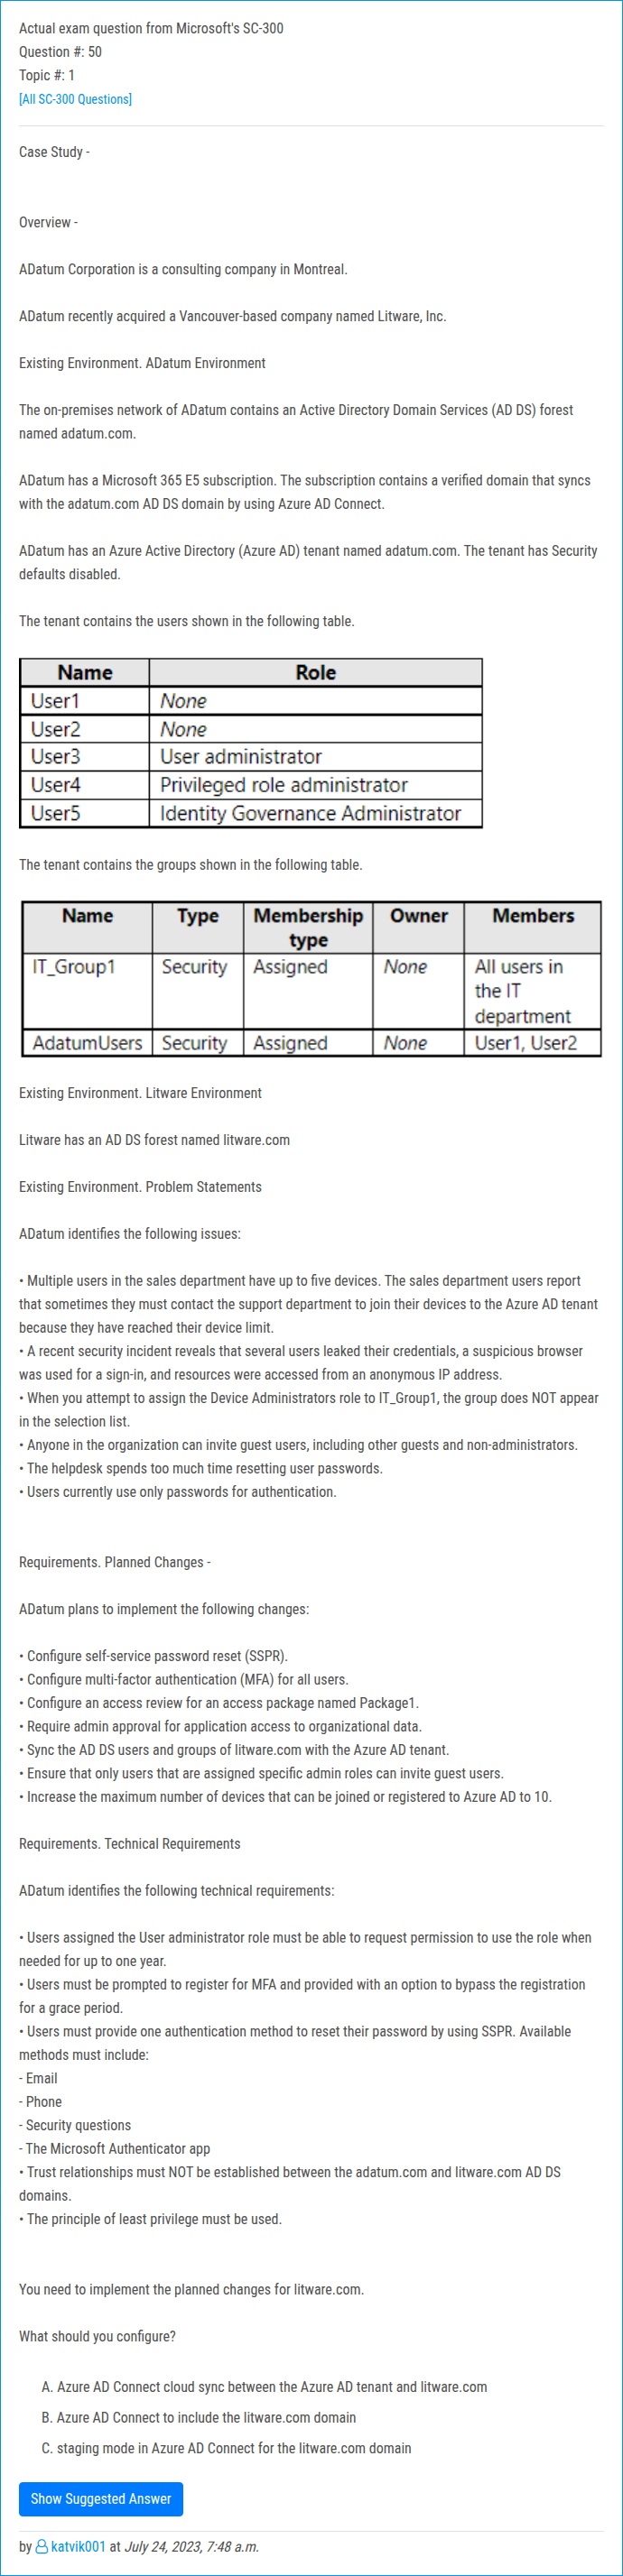 Actual exam question from Microsoft's SC-300
Question #: 50
Topic #: 1
[All SC-300 Questions]
Case Study -
Overview -
ADatum Corporation is a consulting company in Montreal.
ADatum recently acquired a Vancouver-based company named Litware, Inc.
Existing Environment. ADatum Environment
The on-premises network of ADatum contains an Active Directory Domain Services (AD DS) forest
named adatum.com.
ADatum has a Microsoft 365 E5 subscription. The subscription contains a verified domain that syncs
with the adatum.com AD DS domain by using Azure AD Connect.
ADatum has an Azure Active Directory (Azure AD) tenant named adatum.com. The tenant has Security
defaults disabled.
The tenant contains the users shown in the following table.
Name Role
User1 None
User2 None
User3 User administrator
User4 Privileged role administrator
User5 Identity Governance Administrator
The tenant contains the groups shown in the following table.
Name Type Membership Owner Members
type
IT_Group1 Security Assigned None All users in
the IT
department
AdatumUsers Security Assigned None User1, User2
Existing Environment. Litware Environment
Litware has an AD DS forest named litware.com
Existing Environment. Problem Statements
ADatum identifies the following issues:
• Multiple users in the sales department have up to five devices. The sales department users report
that sometimes they must contact the support department to join their devices to the Azure AD tenant
because they have reached their device limit.
• A recent security incident reveals that several users leaked their credentials, a suspicious browser
was used for a sign-in, and resources were accessed from an anonymous IP address.
• When you attempt to assign the Device Administrators role to IT_Group1, the group does NOT appear
in the selection list.
• Anyone in the organization can invite guest users, including other guests and non-administrators.
• The helpdesk spends too much time resetting user passwords.
• Users currently use only passwords for authentication.
Requirements. Planned Changes -
ADatum plans to implement the following changes:
• Configure self-service password reset (SSPR).
• Configure multi-factor authentication (MFA) for all users.
• Configure an access review for an access package named Package1.
• Require admin approval for application access to organizational data.
• Sync the AD DS users and groups of litware.com with the Azure AD tenant.
• Ensure that only users that are assigned specific admin roles can invite guest users.
• Increase the maximum number of devices that can be joined or registered to Azure AD to 10.
Requirements. Technical Requirements
ADatum identifies the following technical requirements:
• Users assigned the User administrator role must be able to request permission to use the role when
needed for up to one year.
• Users must be prompted to register for MFA and provided with an option to bypass the registration
for a grace period.
• Users must provide one authentication method to reset their password by using SSPR. Available
methods must include:
- Email
- Phone
- Security questions
- The Microsoft Authenticator app
• Trust relationships must NOT be established between the adatum.com and litware.com AD DS
domains.
• The principle of least privilege must be used.
You need to implement the planned changes for litware.com.
What should you configure?
A. Azure AD Connect cloud sync between the Azure AD tenant and litware.com
B. Azure AD Connect to include the litware.com domain
C. staging mode in Azure AD Connect for the litware.com domain
Show Suggested Answer
by katvik001 at July 24, 2023, 7:48 a.m.